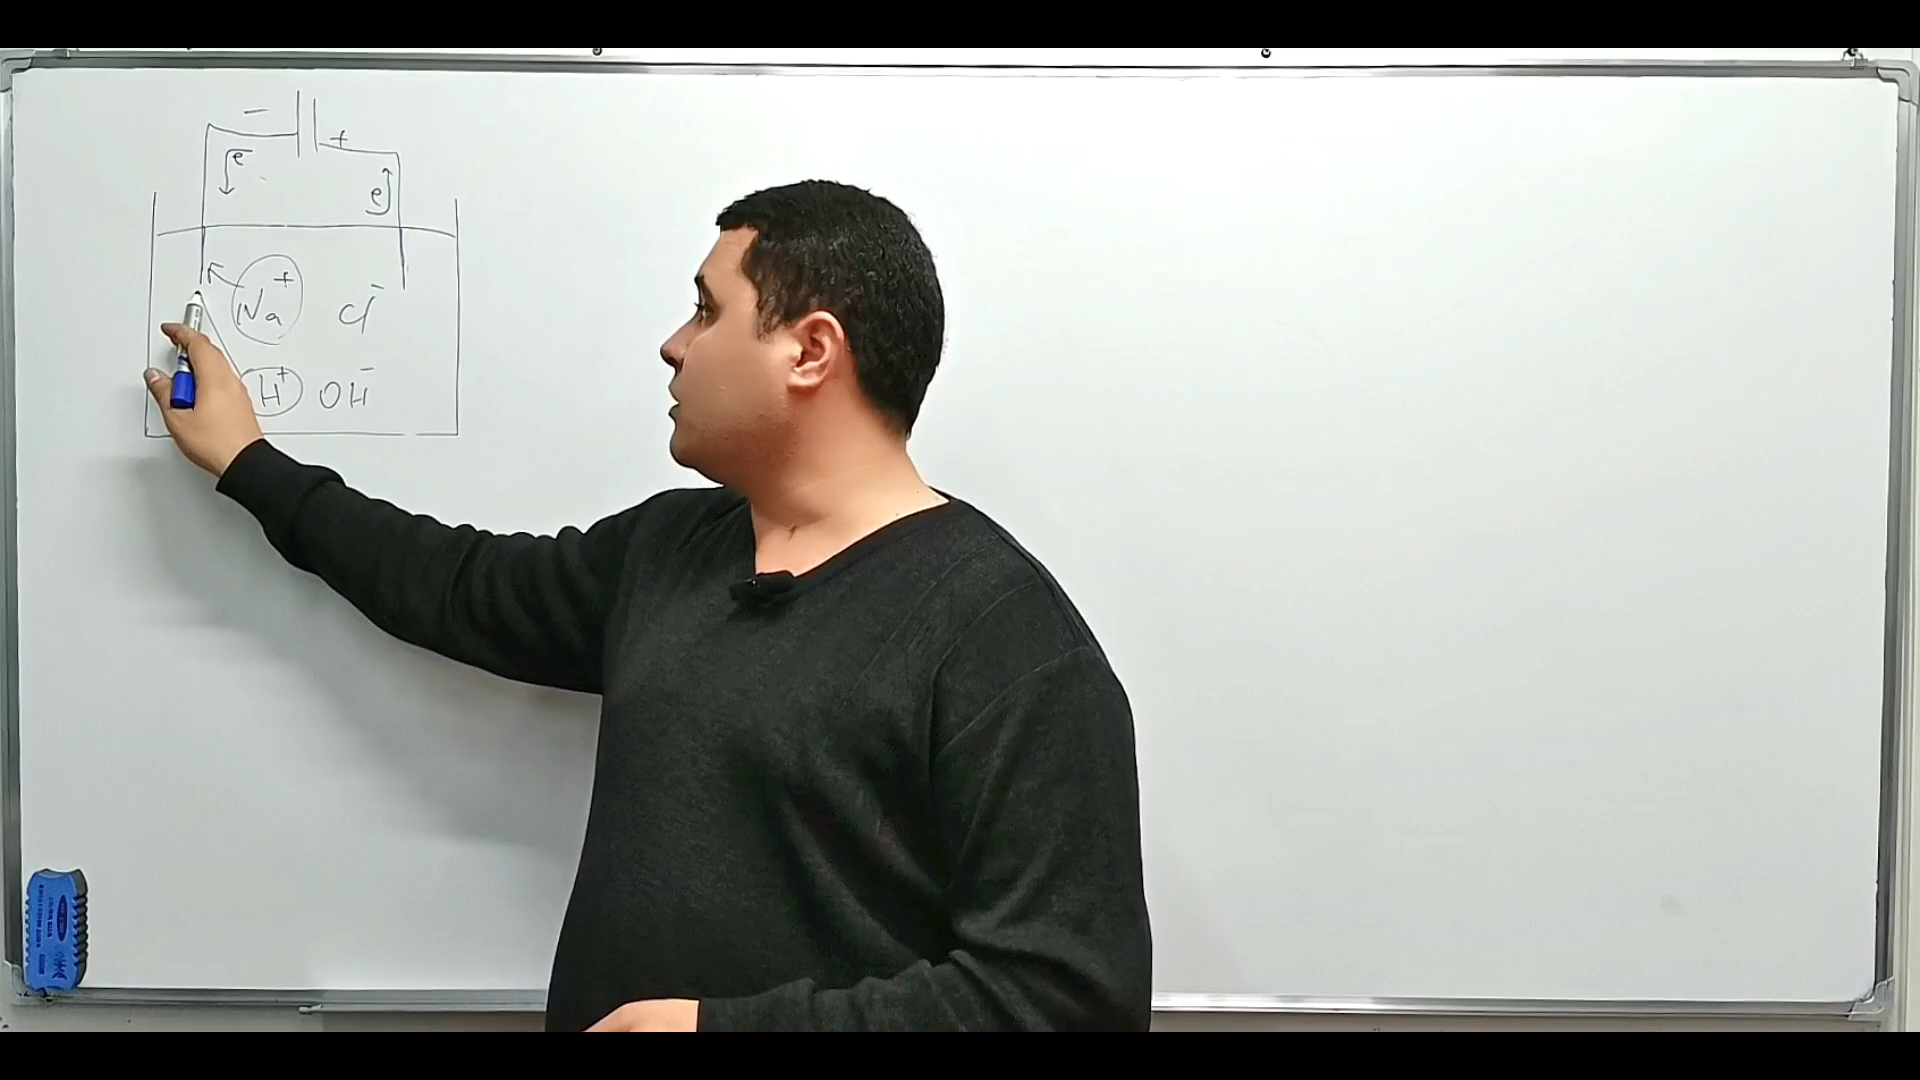 − +
e e
Na⁺ Cl⁻
H⁺ OH⁻